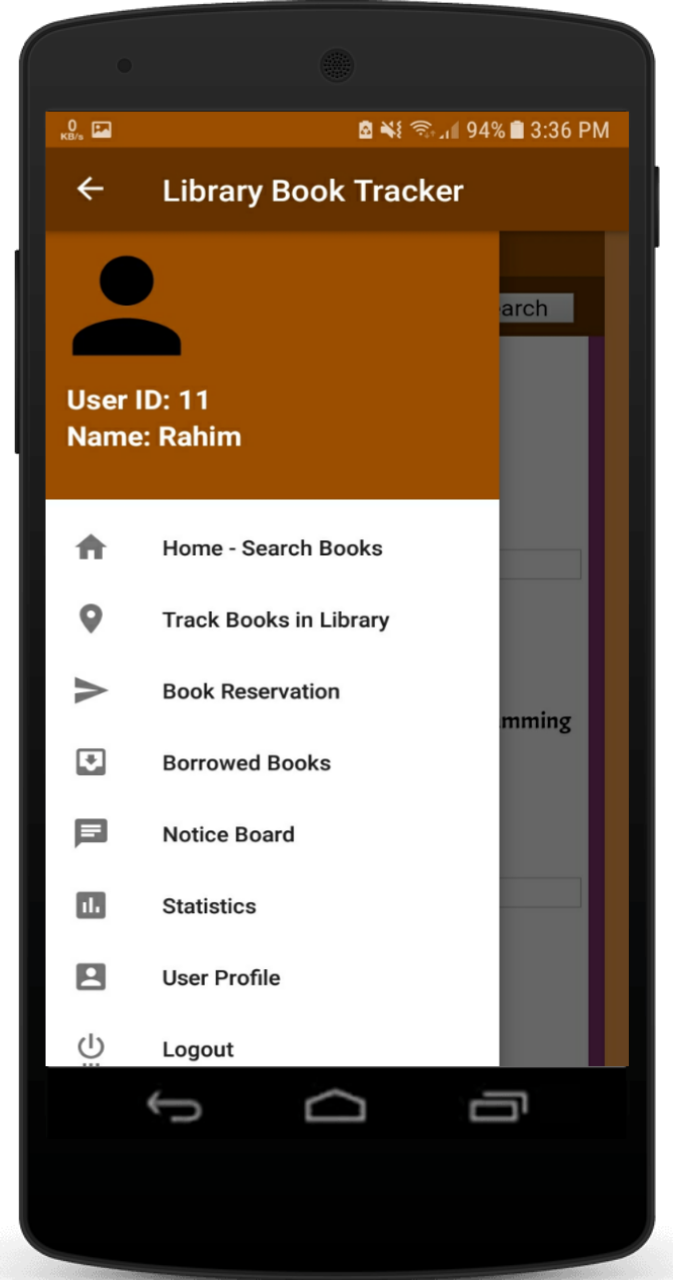 0
KB/s
94% 3:36 PM
Library Book Tracker
arch
User ID: 11
Name: Rahim
Home - Search Books
Track Books in Library
Book Reservation
mming
Borrowed Books
Notice Board
Statistics
User Profile
Logout